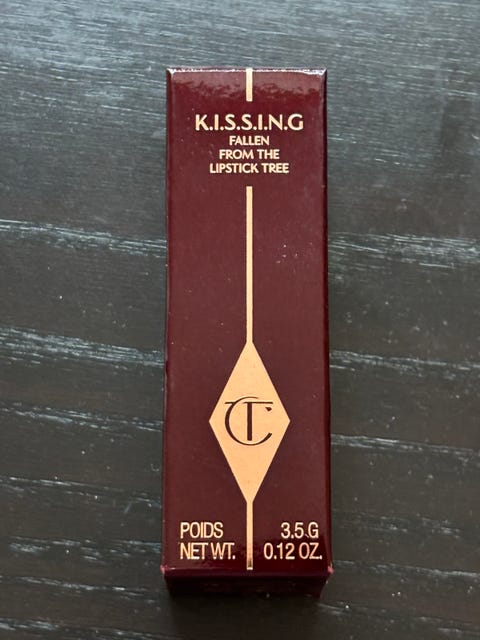 K.I.S.S.I.N.G
FALLEN
FROM THE
LIPSTICK TREE
CT
POIDS 3.5 G
NET WT. 0.12 OZ.